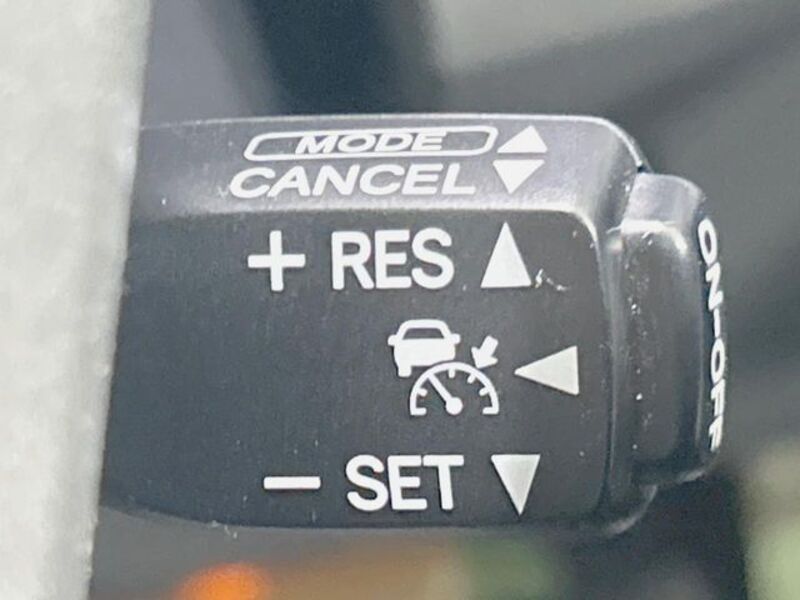 MODE
CANCEL
+ RES
- SET
ON-OFF